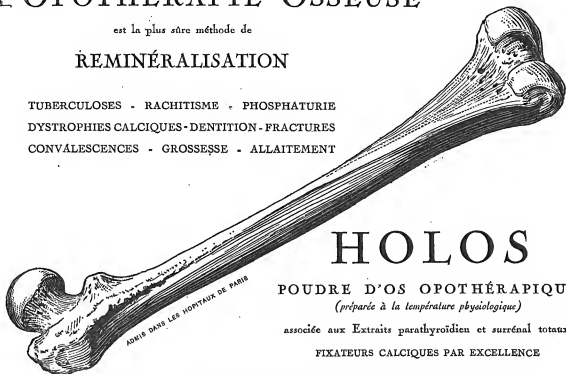 L'OPOTHÉRAPIE OSSEUSE
est la plus sûre méthode de
REMINÉRALISATION
TUBERCULOSES - RACHITISME - PHOSPHATURIE
DYSTROPHIES CALCIQUES - DENTITION - FRACTURES
CONVALESCENCES - GROSSESSE - ALLAITEMENT
HOLOS
POUDRE D'OS OPOTHÉRAPIQU
(préparée à la température physiologique)
associée aux Extraits parathyroïdien et surrénal totaux
FIXATEURS CALCIQUES PAR EXCELLENCE
ADMIS DANS LES HOPITAUX DE PARIS